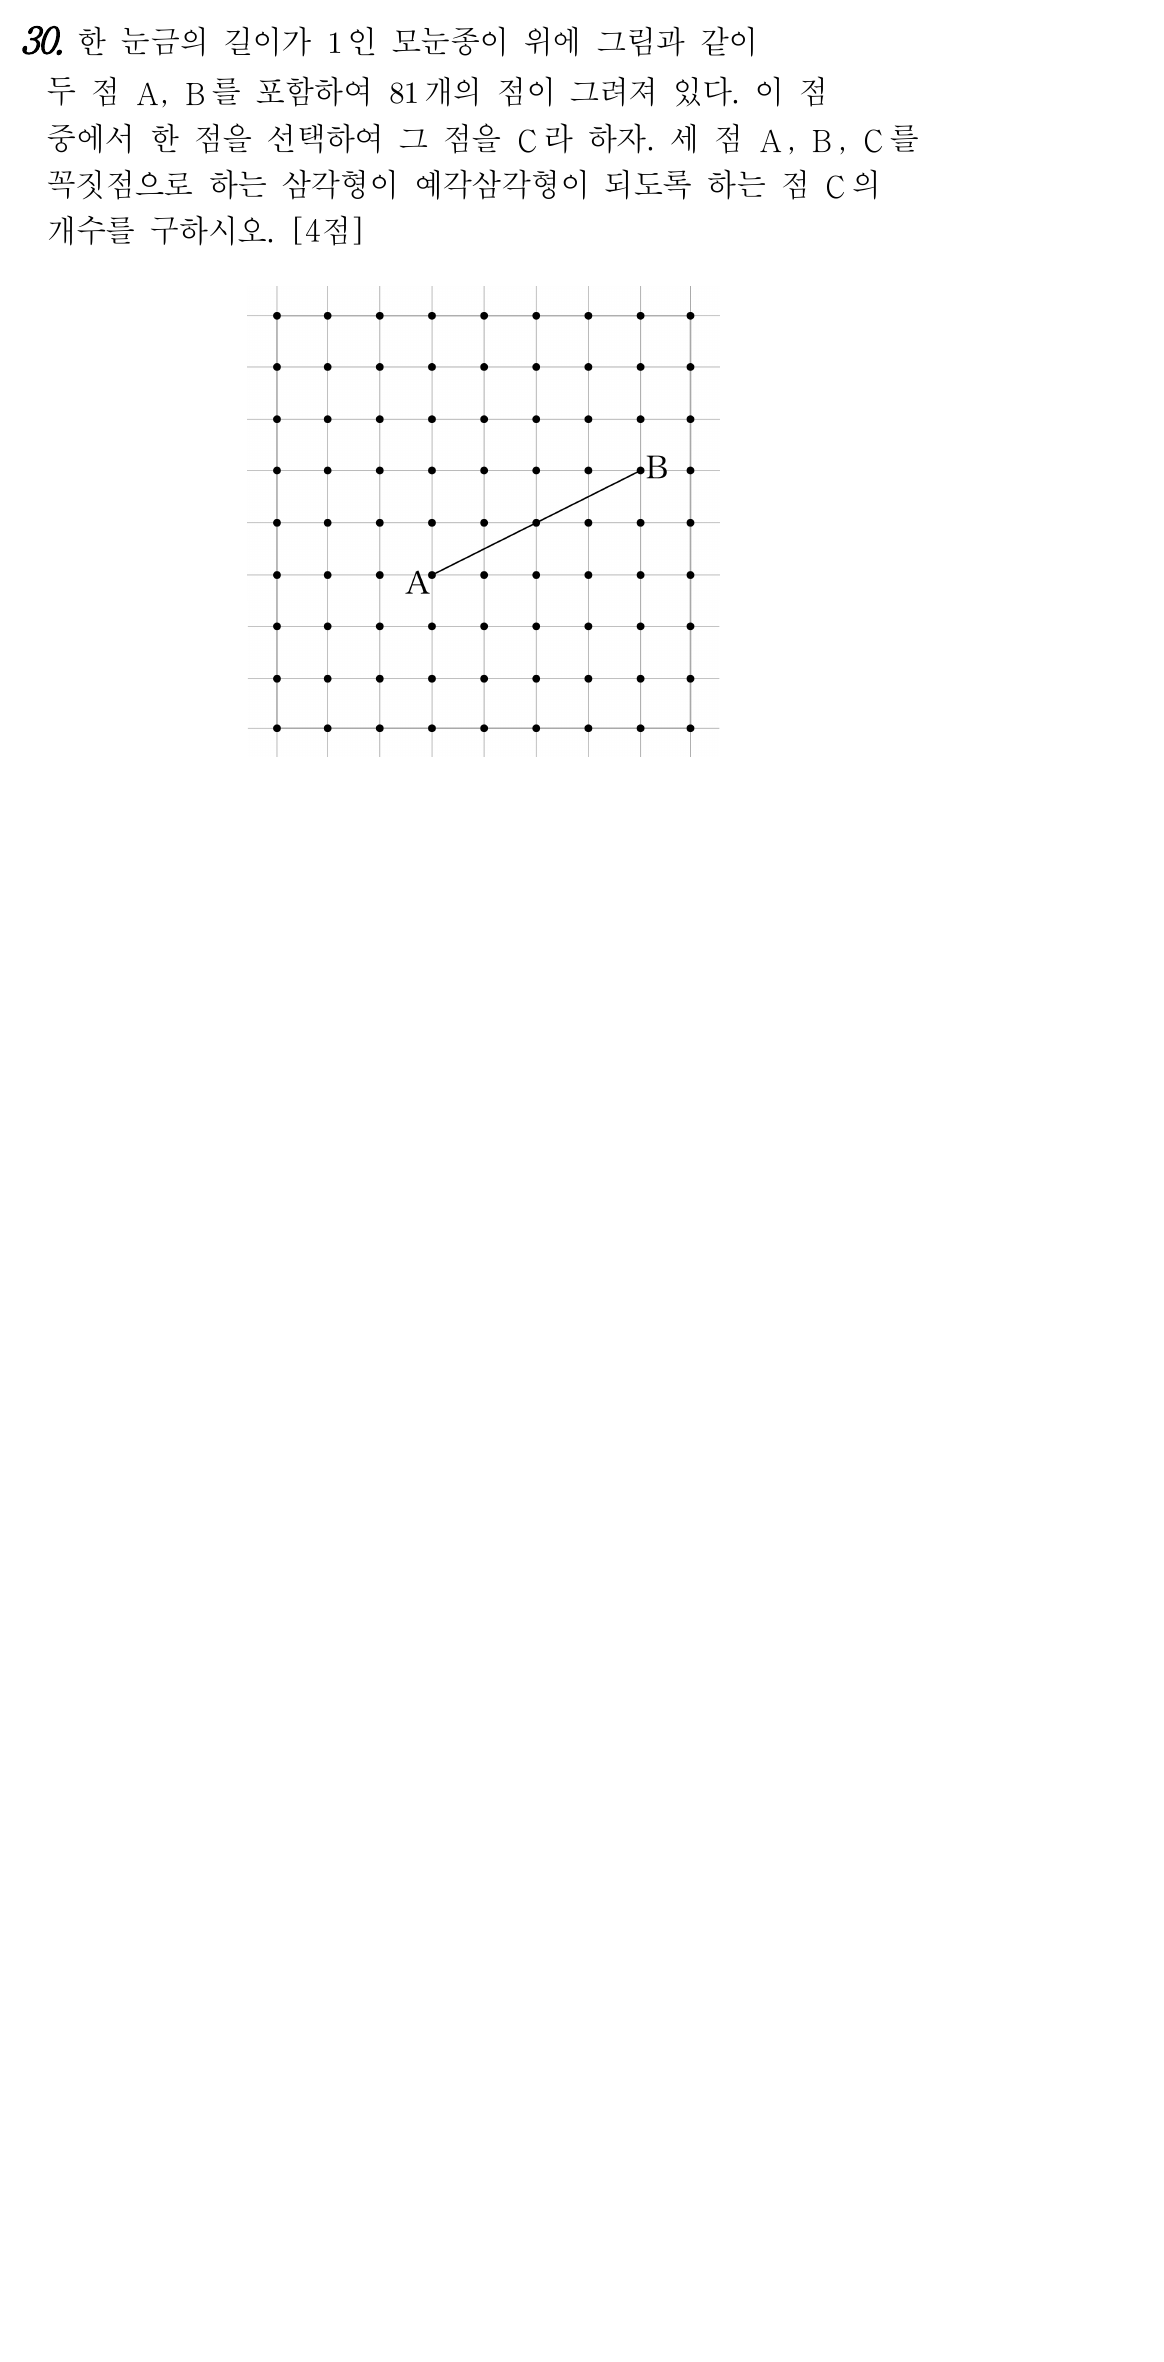 30. 한 눈금의 길이가 1인 모눈종이 위에 그림과 같이
두 점 A, B를 포함하여 81개의 점이 그려져 있다. 이 점
중에서 한 점을 선택하여 그 점을 C라 하자. 세 점 A, B, C를
꼭짓점으로 하는 삼각형이 예각삼각형이 되도록 하는 점 C의
개수를 구하시오. [4점]
B
A